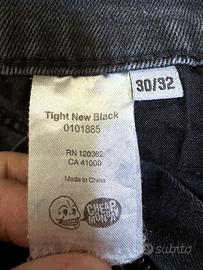 30/32
Tight New Black
0101885
RN 120362
CA 41000
Made in China
CHEAP
MONDAY
subito